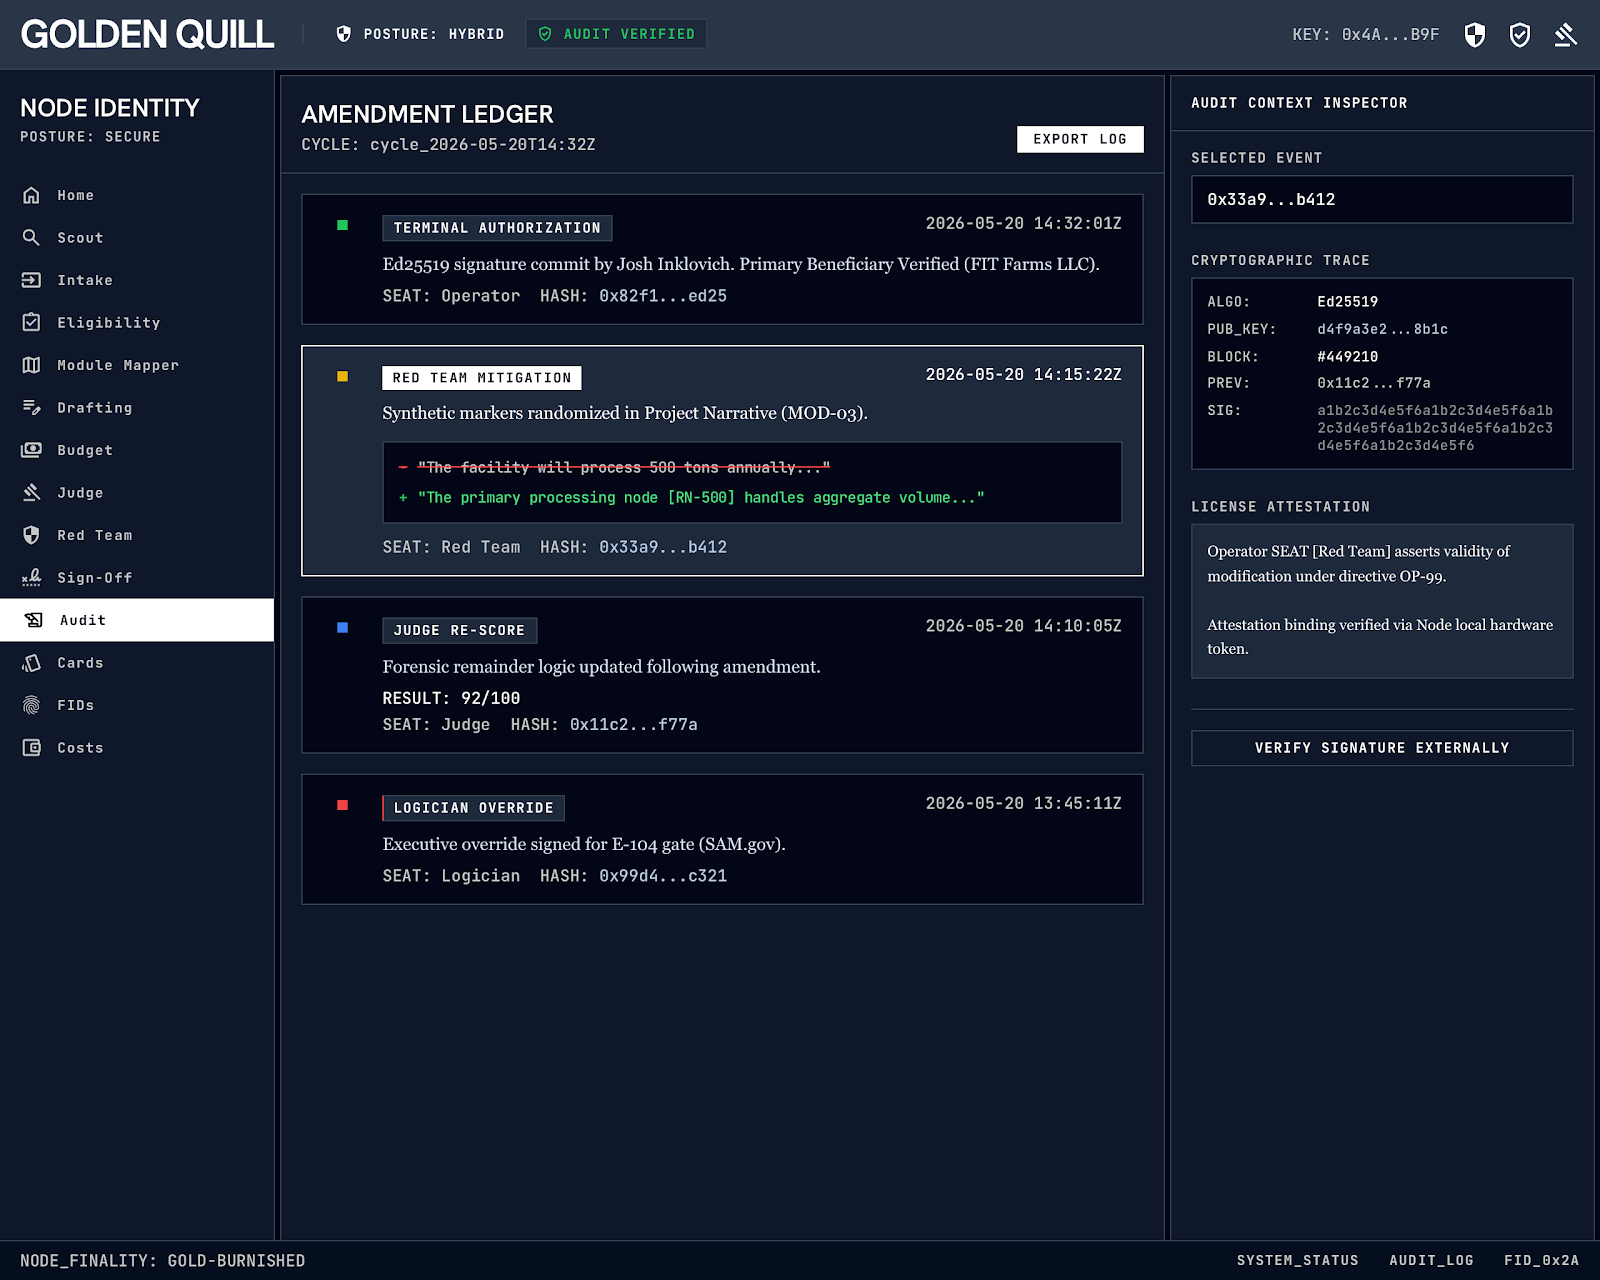 GOLDEN QUILL
POSTURE: HYBRID
AUDIT VERIFIED
KEY: 0x4A...B9F
NODE IDENTITY
POSTURE: SECURE
Home
Scout
Intake
Eligibility
Module Mapper
Drafting
Budget
Judge
Red Team
Sign-Off
Audit
Cards
FIDs
Costs
AMENDMENT LEDGER
CYCLE: cycle_2026-05-20T14:32Z
EXPORT LOG
TERMINAL AUTHORIZATION
2026-05-20 14:32:01Z
Ed25519 signature commit by Josh Inklovich. Primary Beneficiary Verified (FIT Farms LLC).
SEAT: Operator HASH: 0x82f1...ed25
RED TEAM MITIGATION
2026-05-20 14:15:22Z
Synthetic markers randomized in Project Narrative (MOD-03).
- "The facility will process 500 tons annually..."
+ "The primary processing node [RN-500] handles aggregate volume..."
SEAT: Red Team HASH: 0x33a9...b412
JUDGE RE-SCORE
2026-05-20 14:10:05Z
Forensic remainder logic updated following amendment.
RESULT: 92/100
SEAT: Judge HASH: 0x11c2...f77a
LOGICIAN OVERRIDE
2026-05-20 13:45:11Z
Executive override signed for E-104 gate (SAM.gov).
SEAT: Logician HASH: 0x99d4...c321
AUDIT CONTEXT INSPECTOR
SELECTED EVENT
0x33a9...b412
CRYPTOGRAPHIC TRACE
ALGO: Ed25519
PUB_KEY: d4f9a3e2...8b1c
BLOCK: #449210
PREV: 0x11c2...f77a
SIG: a1b2c3d4e5f6a1b2c3d4e5f6a1b
2c3d4e5f6a1b2c3d4e5f6a1b2c3
d4e5f6a1b2c3d4e5f6
LICENSE ATTESTATION
Operator SEAT [Red Team] asserts validity of
modification under directive OP-99.
Attestation binding verified via Node local hardware
token.
VERIFY SIGNATURE EXTERNALLY
NODE_FINALITY: GOLD-BURNISHED
SYSTEM_STATUS
AUDIT_LOG
FID_0x2A